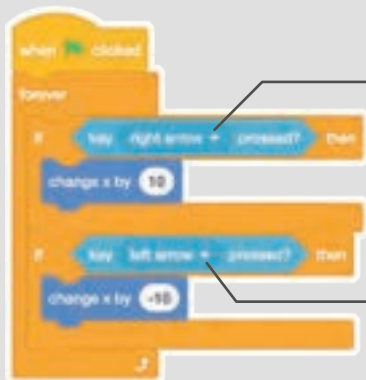 when clicked
forever
if key right arrow pressed? then
change x by 10
if key left arrow pressed? then
change x by -10